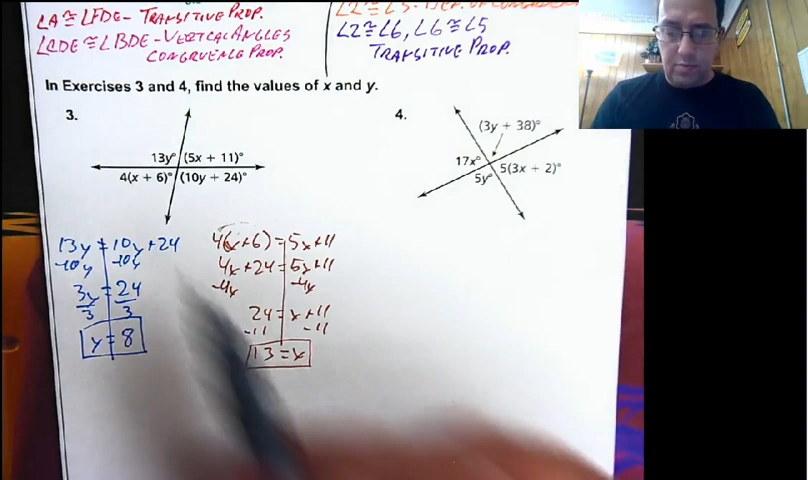 ∠A ≅ ∠FDE - TRANSITIVE PROP.
∠CDE ≅ ∠BDE - VERTICAL ANGLES
CONGRUENCE PROP.
∠2 ≅ ∠6, ∠6 ≅ ∠5
TRANSITIVE PROP.
In Exercises 3 and 4, find the values of x and y.
3.
13y° (5x + 11)°
4(x + 6)° (10y + 24)°
4.
(3y + 38)°
17x° 5(3x + 2)°
5y°
13y = 10y + 24
-10y -10y
3y = 24
3 3
y = 8
4(x+6) = 5x+11
4x + 24 = 5x+11
-4x -4x
24 = x+11
-11 -11
13 = x